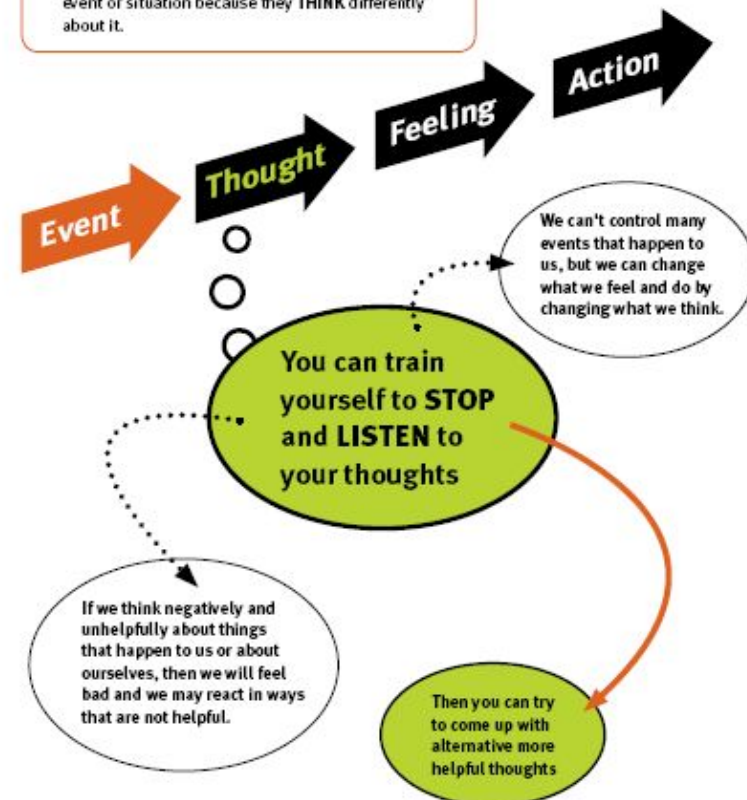 event or situation because they THINK differently
about it.
Action
Feeling
Thought
Event
We can't control many
events that happen to
us, but we can change
what we feel and do by
changing what we think.
You can train
yourself to STOP
and LISTEN to
your thoughts
If we think negatively and
unhelpfully about things
that happen to us or about
ourselves, then we will feel
bad and we may react in ways
that are not helpful.
Then you can try
to come up with
alternative more
helpful thoughts